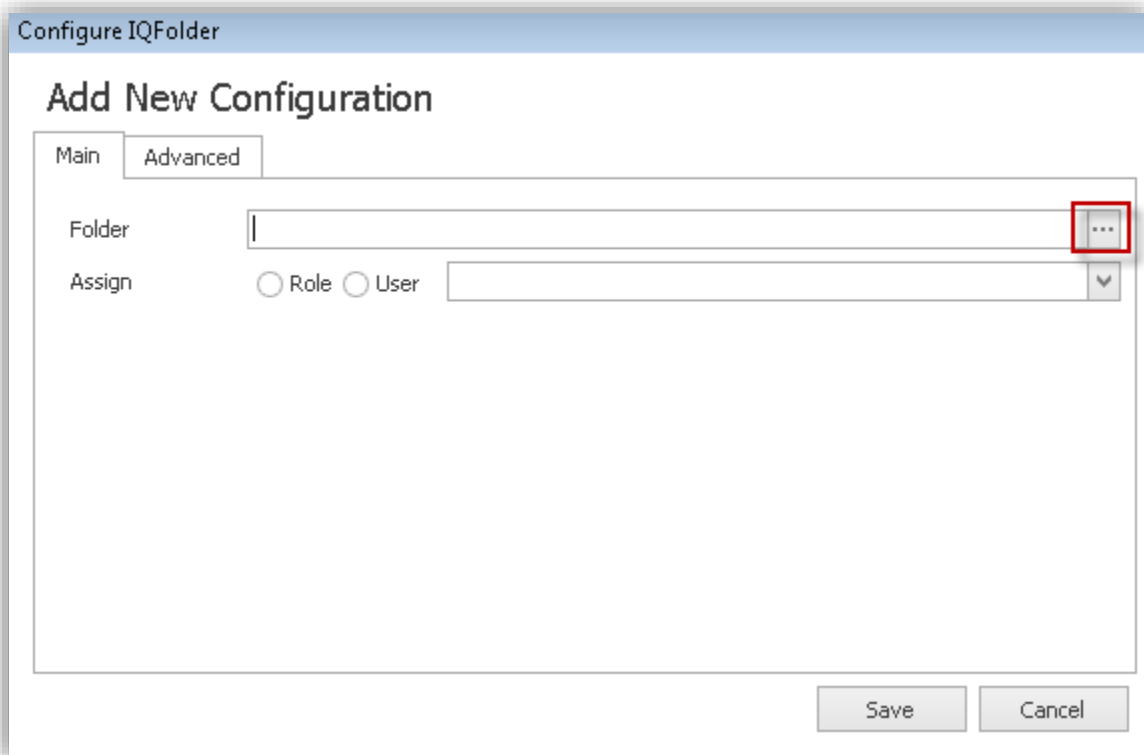 Configure IQFolder
Add New Configuration
Main Advanced
Folder ...
Assign Role User
Save Cancel